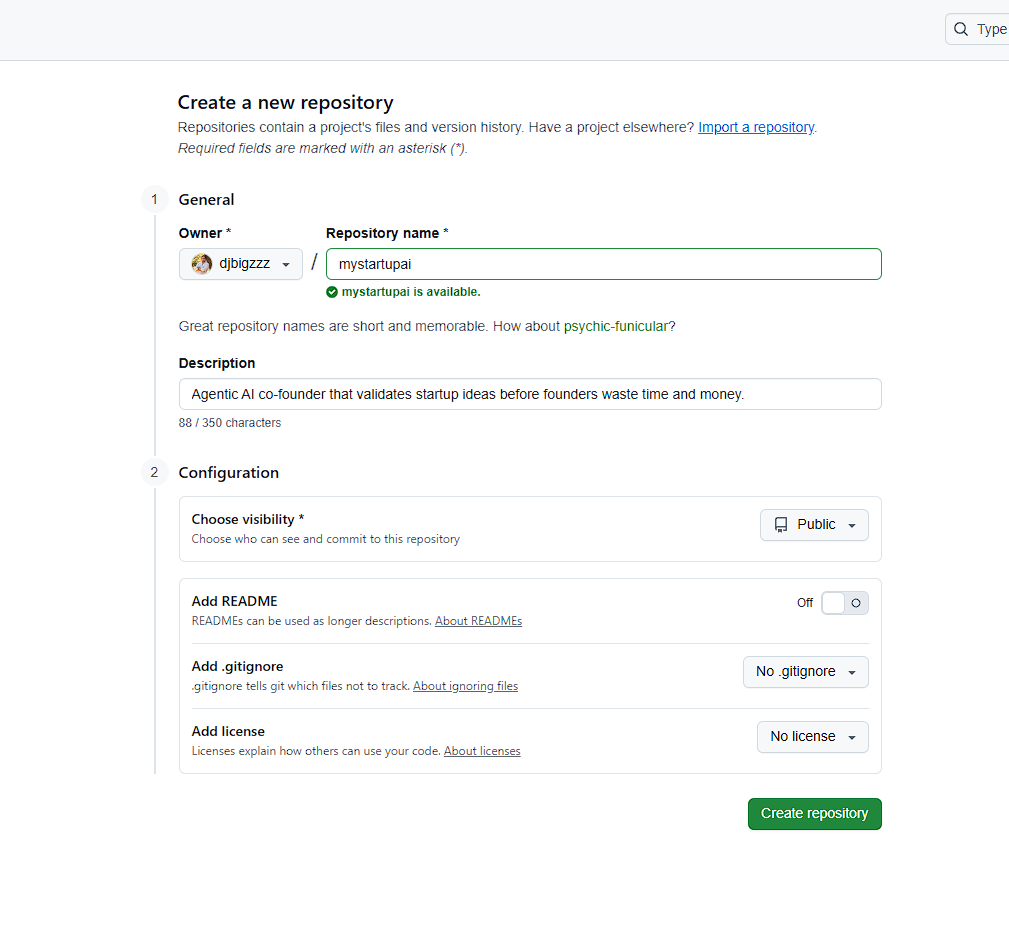 Type
Create a new repository
Repositories contain a project's files and version history. Have a project elsewhere? Import a repository.
Required fields are marked with an asterisk (*).
1 General
Owner * Repository name *
djbigzzz / mystartupai
mystartupai is available.
Great repository names are short and memorable. How about psychic-funicular?
Description
Agentic AI co-founder that validates startup ideas before founders waste time and money.
88 / 350 characters
2 Configuration
Choose visibility * Public
Choose who can see and commit to this repository
Add README Off
READMEs can be used as longer descriptions. About READMEs
Add .gitignore No .gitignore
.gitignore tells git which files not to track. About ignoring files
Add license No license
Licenses explain how others can use your code. About licenses
Create repository